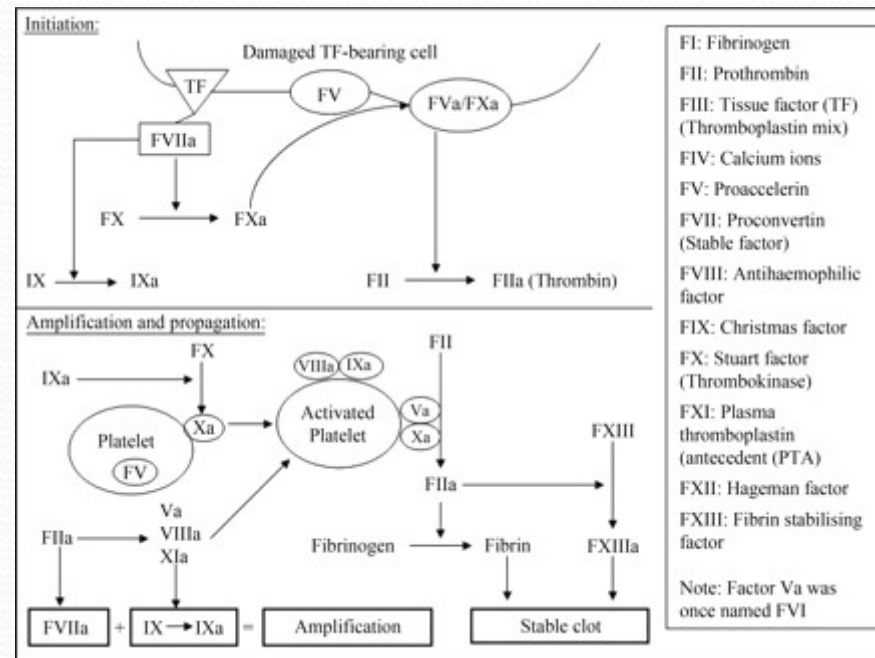 Initiation:
Damaged TF-bearing cell
TF
FV
FVa/FXa
FVIIa
FX
FXa
IX
IXa
FII
FIIa (Thrombin)
Amplification and propagation:
FX
FII
IXa
VIIIa
IXa
Xa
Activated
Platelet
Va
Xa
Platelet
FV
FXIII
FIIa
Va
VIIIa
XIa
FIIa
Fibrinogen
Fibrin
FXIIIa
FVIIa
+
IX
IXa
=
Amplification
Stable clot
FI: Fibrinogen
FII: Prothrombin
FIII: Tissue factor (TF)
(Thromboplastin mix)
FIV: Calcium ions
FV: Proaccelerin
FVII: Proconvertin
(Stable factor)
FVIII: Antihaemophilic
factor
FIX: Christmas factor
FX: Stuart factor
(Thrombokinase)
FXI: Plasma
thromboplastin
(antecedent (PTA)
FXII: Hageman factor
FXIII: Fibrin stabilising
factor
Note: Factor Va was
once named FVI